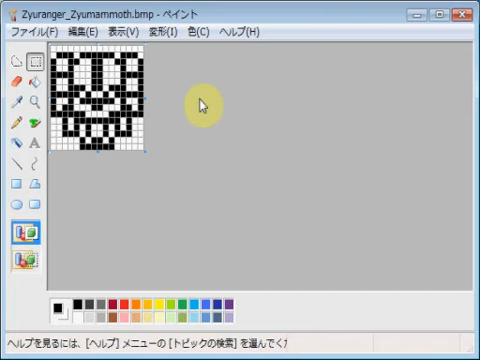 Zyuranger_Zyumammoth.bmp - ペイント
ファイル(F) 編集(E) 表示(V) 変形(I) 色(C) ヘルプ(H)
A
ヘルプを見るには、[ヘルプ] メニューの [トピックの検索] を選んでくだ